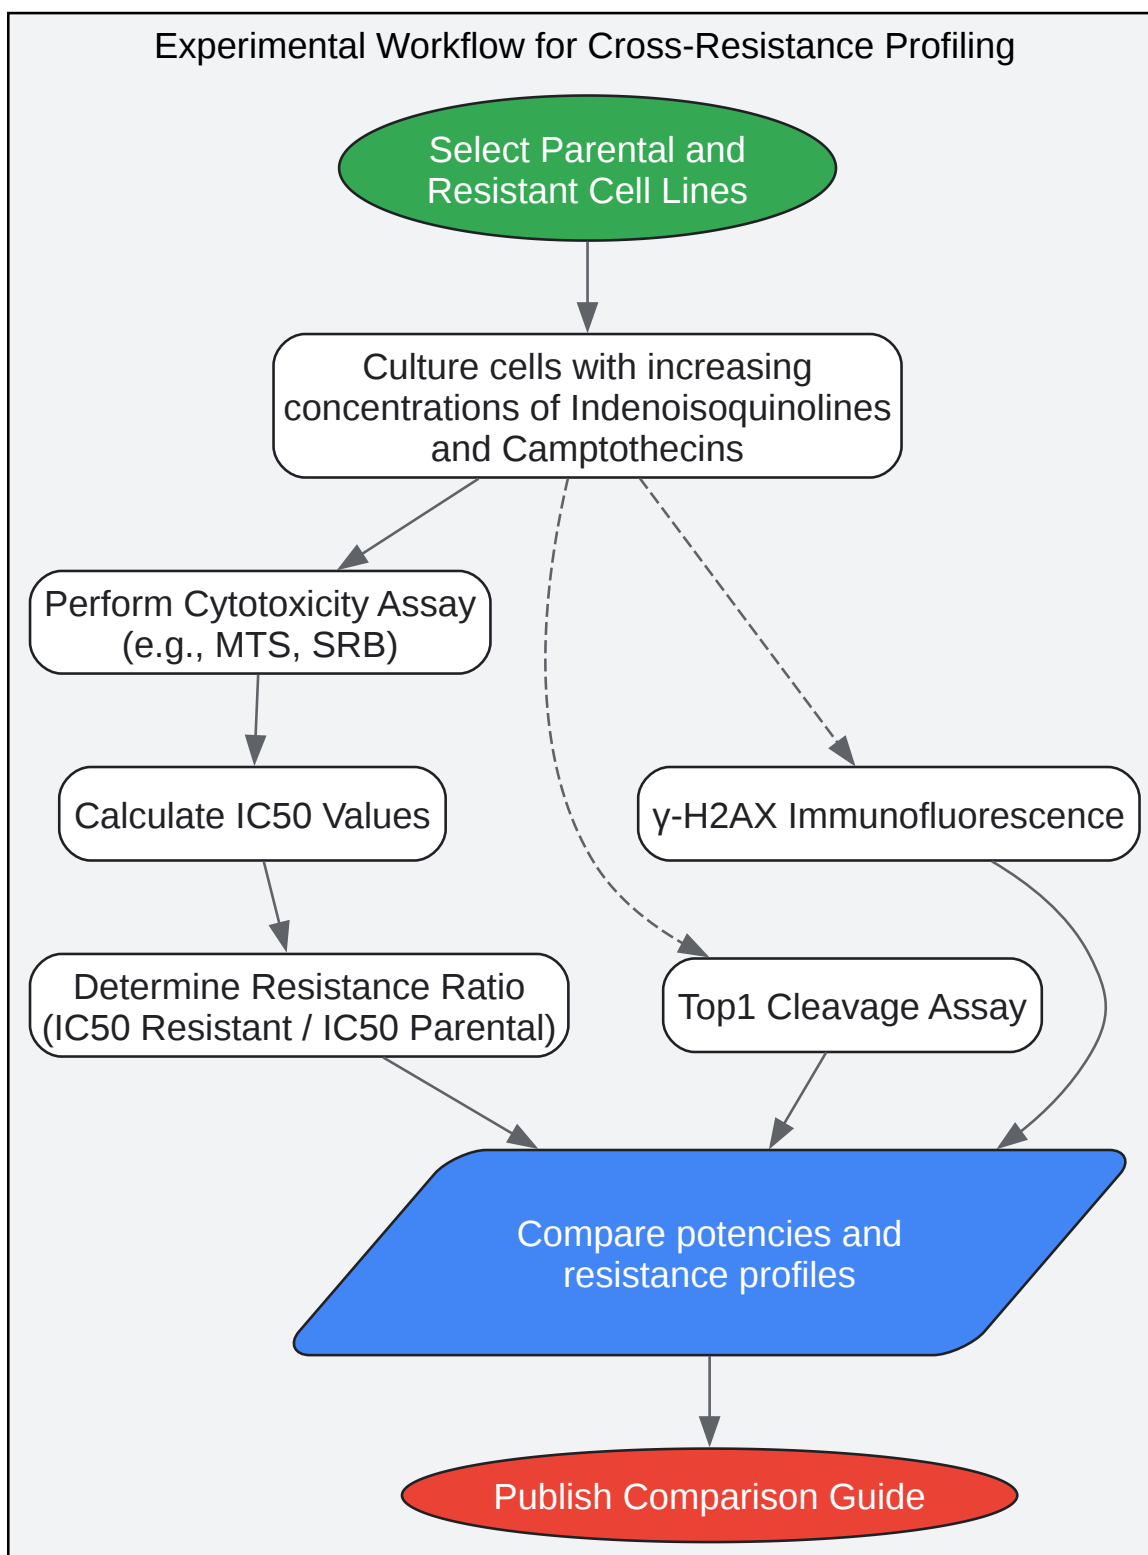 Experimental Workflow for Cross-Resistance Profiling
Select Parental and
Resistant Cell Lines
Culture cells with increasing
concentrations of Indenoisoquinolines
and Camptothecins
Perform Cytotoxicity Assay
(e.g., MTS, SRB)
Calculate IC50 Values
γ-H2AX Immunofluorescence
Determine Resistance Ratio
(IC50 Resistant / IC50 Parental)
Top1 Cleavage Assay
Compare potencies and
resistance profiles
Publish Comparison Guide